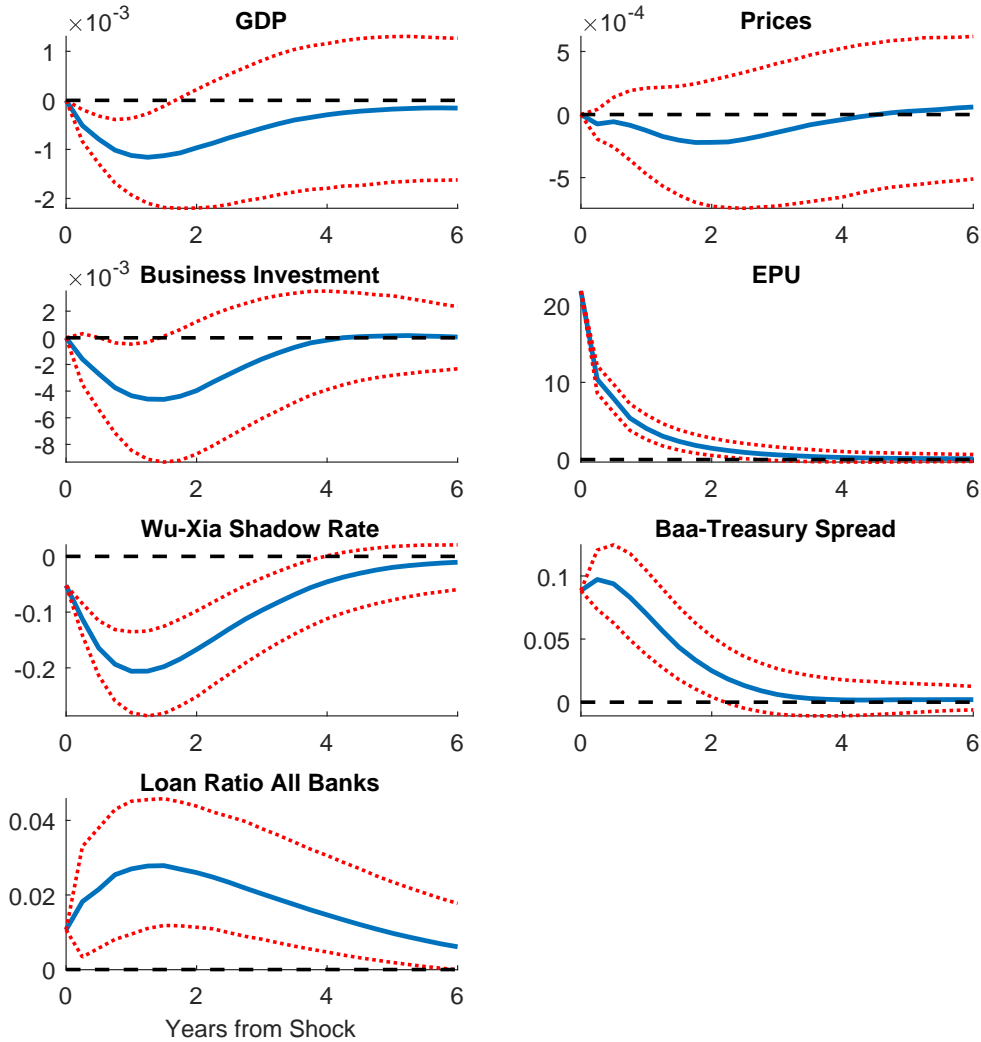 GDP
×10⁻³
1
0
-1
-2
0 2 4 6
Prices
×10⁻⁴
5
0
-5
0 2 4 6
Business Investment
×10⁻³
2
0
-2
-4
-6
-8
0 2 4 6
EPU
20
10
0
0 2 4 6
Wu-Xia Shadow Rate
0
-0.1
-0.2
0 2 4 6
Baa-Treasury Spread
0.1
0.05
0
0 2 4 6
Loan Ratio All Banks
0.04
0.02
0
0 2 4 6
Years from Shock